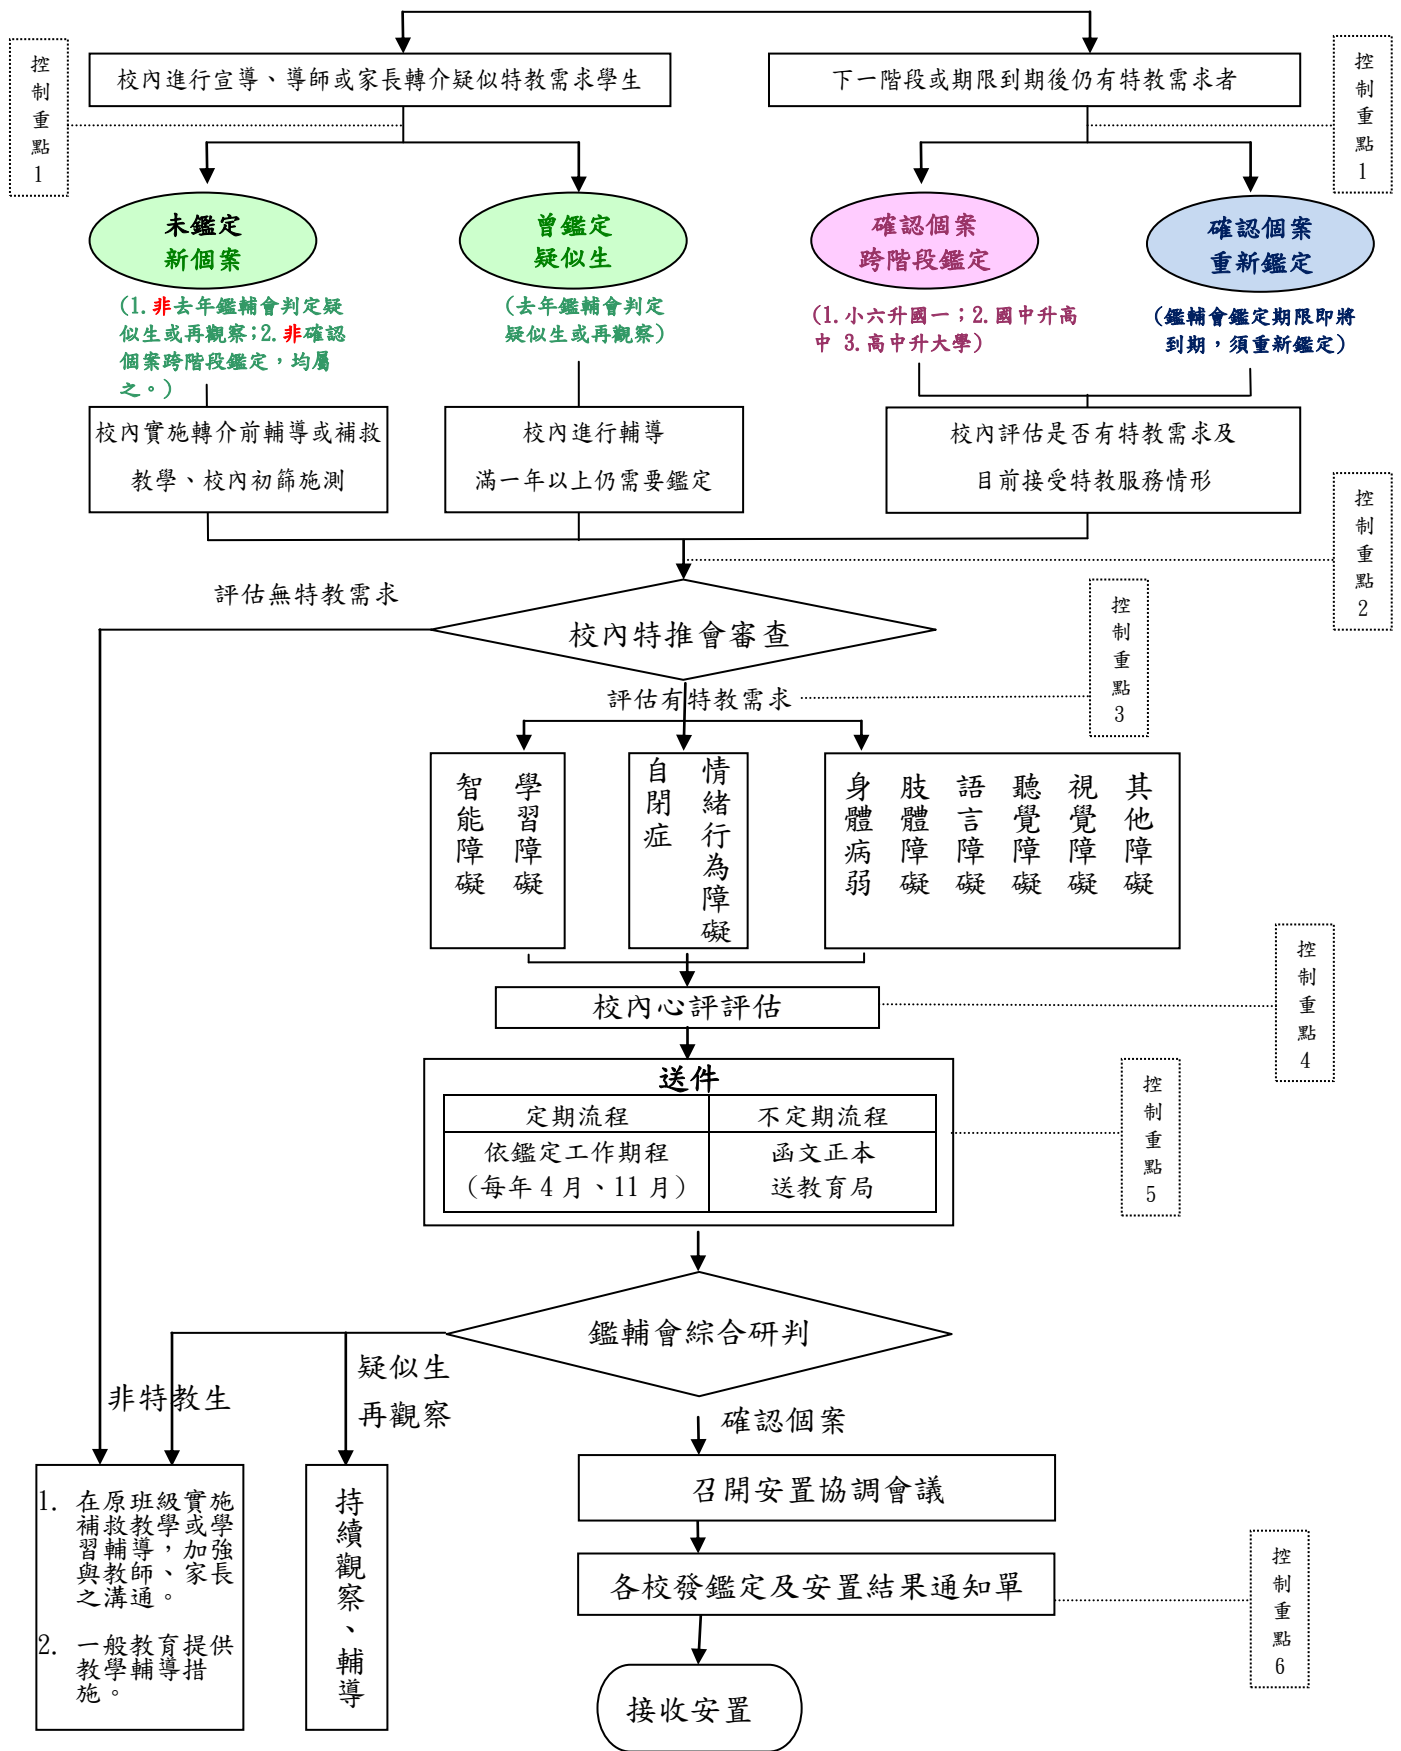 控制重點1
校內進行宣導、導師或家長轉介疑似特教需求學生
下一階段或期限到期後仍有特教需求者
控制重點1
未鑑定
新個案
曾鑑定
疑似生
確認個案
跨階段鑑定
確認個案
重新鑑定
(1.非去年鑑輔會判定疑
似生或再觀察;2.非確認
個案跨階段鑑定，均屬
之。)
(去年鑑輔會判定
疑似生或再觀察)
(1.小六升國一；2.國中升高
中 3.高中升大學)
(鑑輔會鑑定期限即將
到期，須重新鑑定)
校內實施轉介前輔導或補救
教學、校內初篩施測
校內進行輔導
滿一年以上仍需要鑑定
校內評估是否有特教需求及
目前接受特教服務情形
控制重點2
評估無特教需求
校內特推會審查
控制重點3
評估有特教需求
智能障礙
學習障礙
自閉症
情緒行為障礙
身體病弱
肢體障礙
語言障礙
聽覺障礙
視覺障礙
其他障礙
控制重點4
校內心評評估
送件
定期流程
不定期流程
依鑑定工作期程
(每年 4 月、11 月)
函文正本
送教育局
控制重點5
鑑輔會綜合研判
非特教生
疑似生
再觀察
確認個案
1. 在原班級實施
補救教學或學
習輔導，加強
與教師、家長
之溝通。
2. 一般教育提供
教學輔導措
施。
持續觀察、輔導
召開安置協調會議
各校發鑑定及安置結果通知單
控制重點6
接收安置